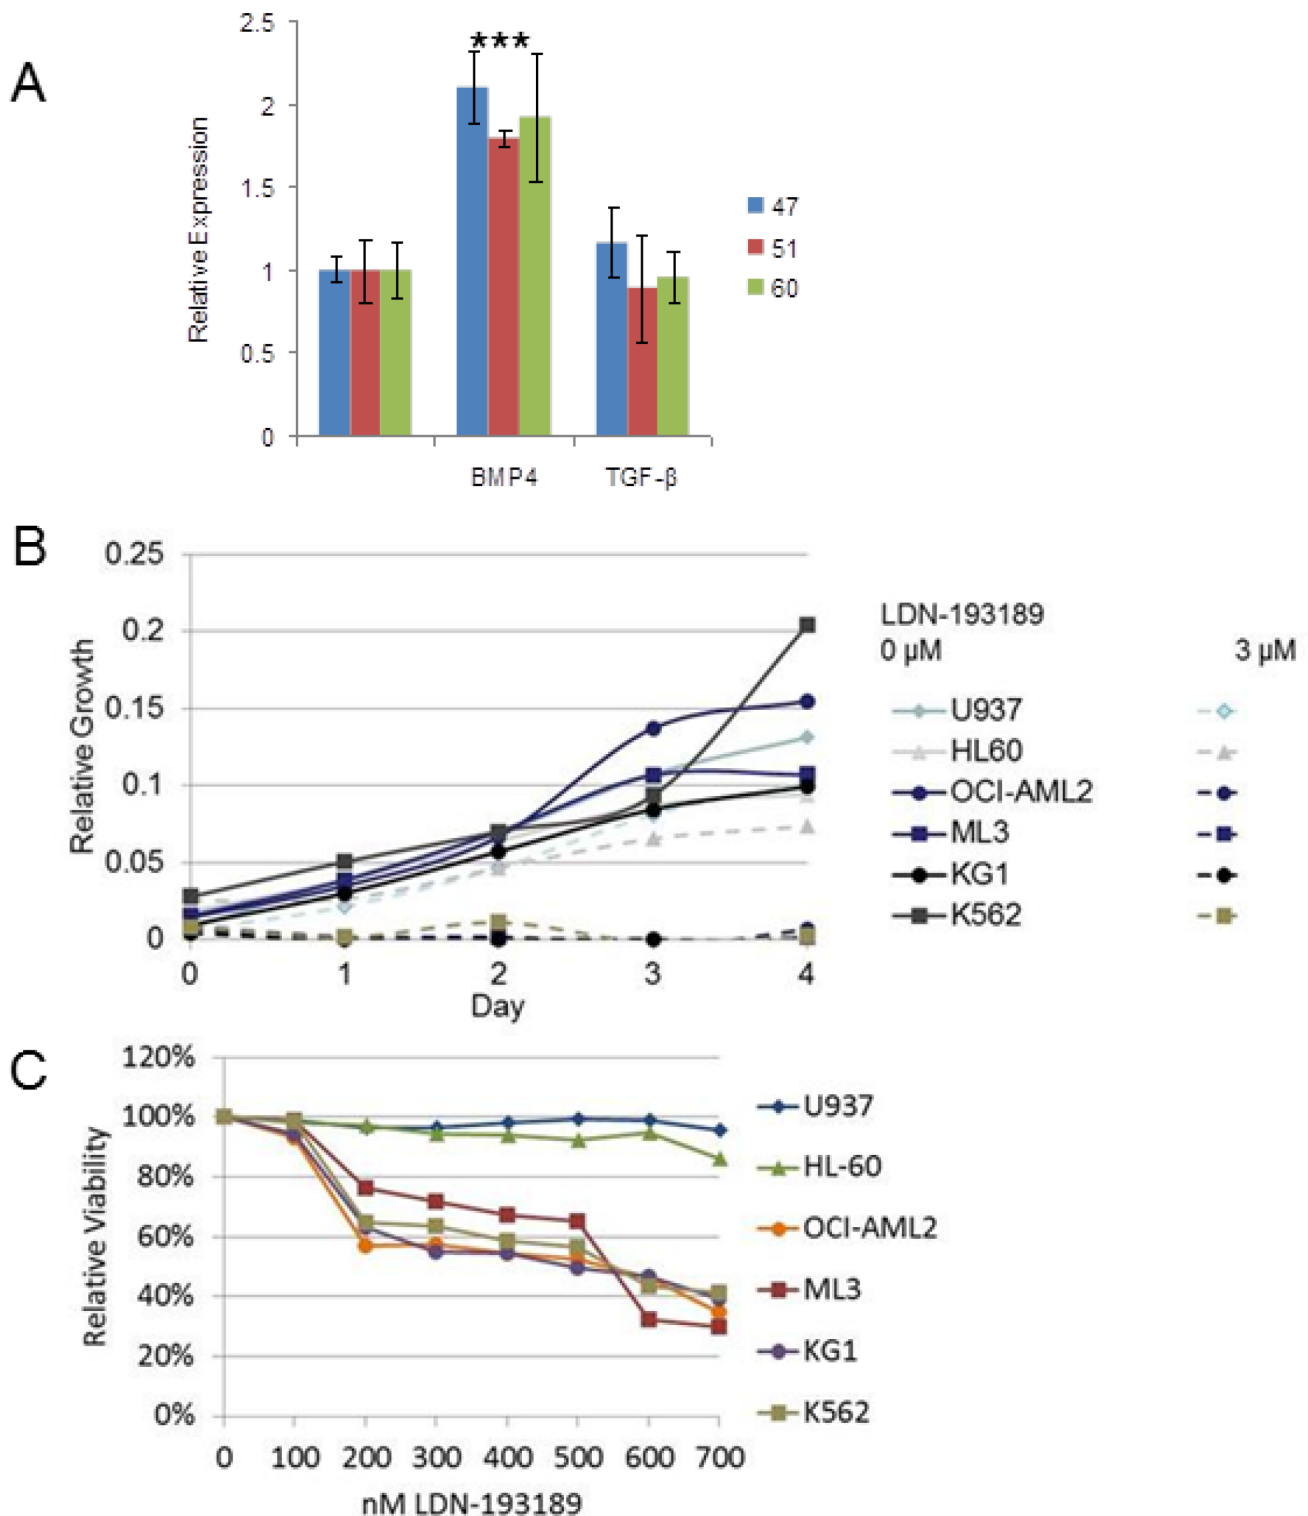 A
2.5
2
1.5
1
0.5
0
Relative Expression
***
BMP4 TGF-β
47
51
60
B
0.25
0.2
0.15
0.1
0.05
0
Relative Growth
0 1 2 3 4
Day
LDN-193189
0 µM 3 µM
U937
HL60
OCI-AML2
ML3
KG1
K562
C
120%
100%
80%
60%
40%
20%
0%
Relative Viability
0 100 200 300 400 500 600 700
nM LDN-193189
U937
HL-60
OCI-AML2
ML3
KG1
K562